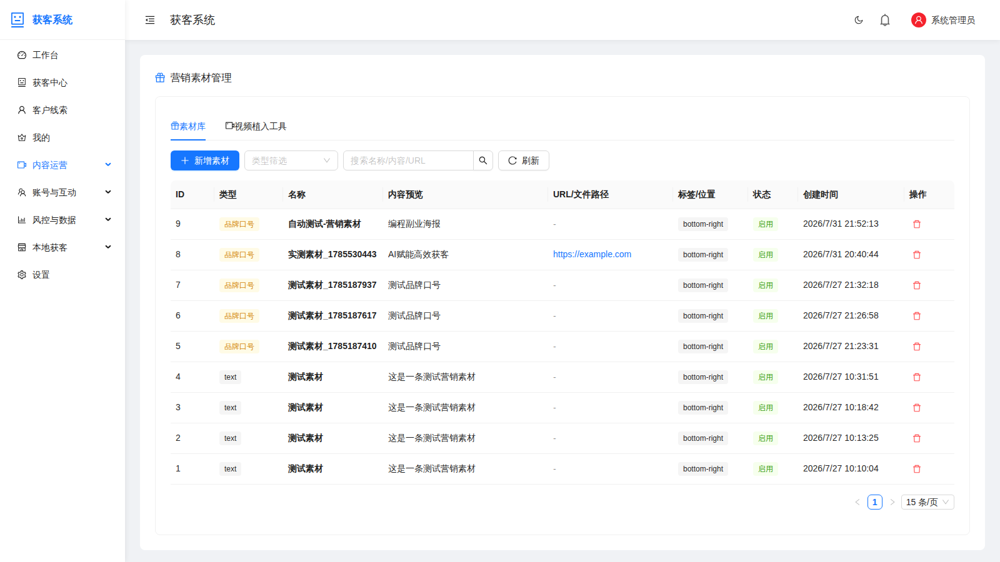 获客系统
获客系统
系统管理员
工作台
获客中心
客户线索
我的
内容运营
账号与互动
风控与数据
本地获客
设置
营销素材管理
素材库 视频植入工具
新增素材 类型筛选 搜索名称/内容/URL 刷新
ID 类型 名称 内容预览 URL/文件路径 标签/位置 状态 创建时间 操作
9 品牌口号 自动测试-营销素材 编程副业海报 - bottom-right 启用 2026/7/31 21:52:13
8 品牌口号 实测素材_1785530443 AI赋能高效获客 https://example.com bottom-right 启用 2026/7/31 20:40:44
7 品牌口号 测试素材_1785187937 测试品牌口号 - bottom-right 启用 2026/7/27 21:32:18
6 品牌口号 测试素材_1785187617 测试品牌口号 - bottom-right 启用 2026/7/27 21:26:58
5 品牌口号 测试素材_1785187410 测试品牌口号 - bottom-right 启用 2026/7/27 21:23:31
4 text 测试素材 这是一条测试营销素材 - bottom-right 启用 2026/7/27 10:31:51
3 text 测试素材 这是一条测试营销素材 - bottom-right 启用 2026/7/27 10:18:42
2 text 测试素材 这是一条测试营销素材 - bottom-right 启用 2026/7/27 10:13:25
1 text 测试素材 这是一条测试营销素材 - bottom-right 启用 2026/7/27 10:10:04
1 15 条/页